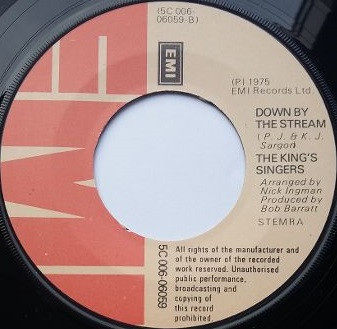 (5C 006-
06059-B)
EMI
EMI
(P) 1975
EMI Records Ltd.
DOWN BY
THE STREAM
(P. J. & K. J.
Sargon)
THE KING'S
SINGERS
Arranged by
Nick Ingman
Produced by
Bob Barratt
STEMRA
5C 006-06059
All rights of the manufacturer and
of the owner of the recorded
work reserved. Unauthorised
public performance,
broadcasting and
copying of
this record
prohibited.